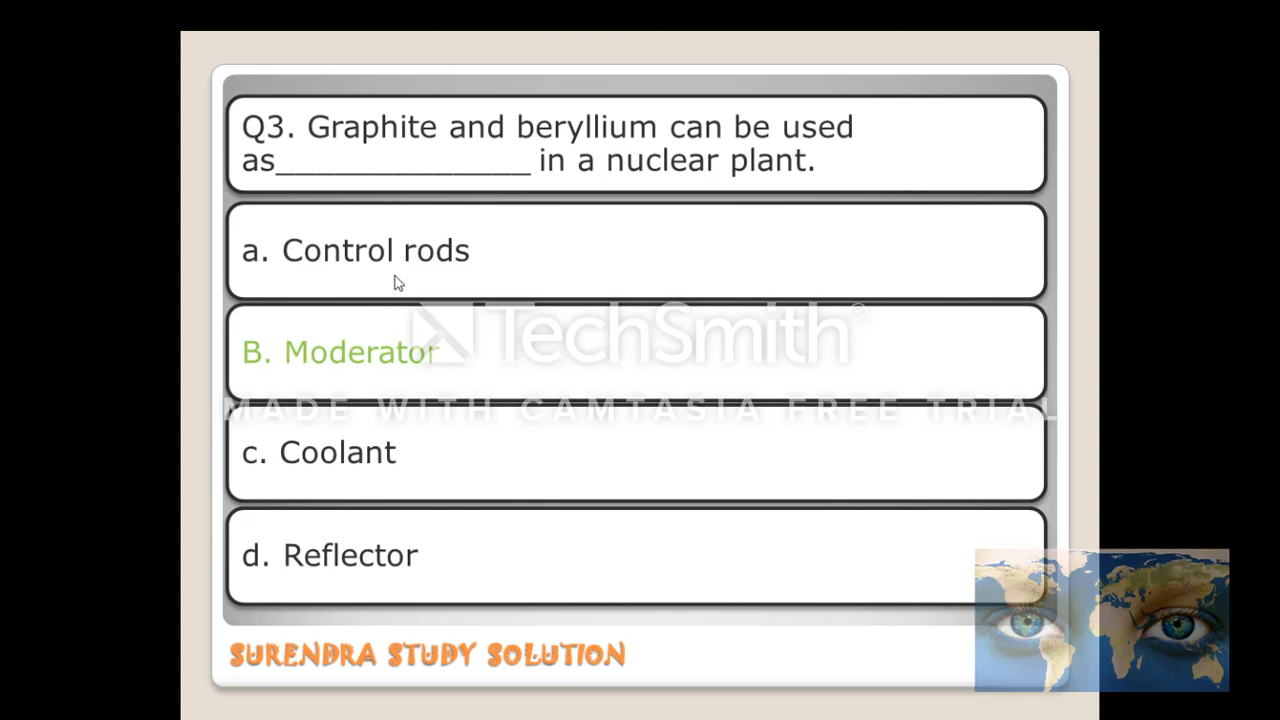 Q3. Graphite and beryllium can be used
as______________ in a nuclear plant.
a. Control rods
B. Moderator
TechSmith®
MADE WITH CAMTASIA FREE TRIAL
c. Coolant
d. Reflector
SURENDRA STUDY SOLUTION